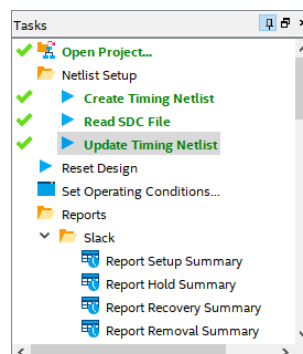 Tasks
Open Project...
Netlist Setup
Create Timing Netlist
Read SDC File
Update Timing Netlist
Reset Design
Set Operating Conditions...
Reports
Slack
Report Setup Summary
Report Hold Summary
Report Recovery Summary
Report Removal Summary